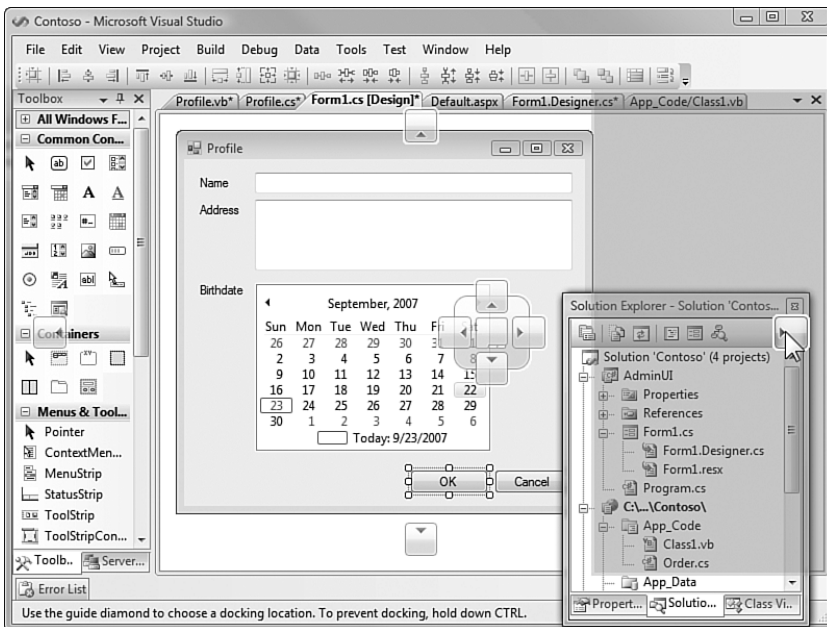 Contoso - Microsoft Visual Studio
File Edit View Project Build Debug Data Tools Test Window Help
Toolbox
Profile.vb* Profile.cs* Form1.cs [Design]* Default.aspx Form1.Designer.cs* App_Code/Class1.vb
All Windows F...
Common Con...
Containers
Menus & Tool...
Pointer
ContextMen...
MenuStrip
StatusStrip
ToolStrip
ToolStripCon...
Toolb... Server...
Profile
Name
Address
Birthdate
September, 2007
Sun Mon Tue Wed Thu Fri
26 27 28 29 30 31 1
2 3 4 5 6 7 8
9 10 11 12 13 14 15
16 17 18 19 20 21 22
23 24 25 26 27 28 29
30 1 2 3 4 5 6
Today: 9/23/2007
OK Cancel
Solution Explorer - Solution 'Contos...
Solution 'Contoso' (4 projects)
AdminUI
Properties
References
Form1.cs
Form1.Designer.cs
Form1.resx
Program.cs
C:\...\Contoso\
App_Code
Class1.vb
Order.cs
App_Data
Propert... Solutio... Class Vi...
Error List
Use the guide diamond to choose a docking location. To prevent docking, hold down CTRL.